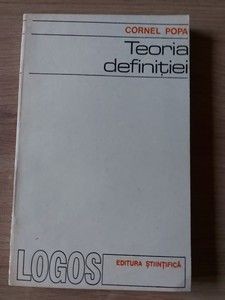 CORNEL POPA
Teoria
definiției
LOGOS
EDITURA ȘTIINȚIFICĂ